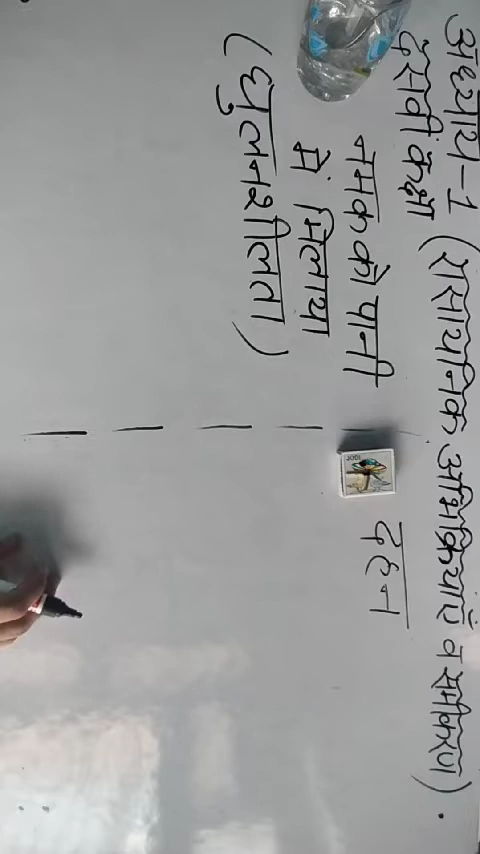 अध्याय-1 (रासायनिक अभिक्रियाएं व समीकरण).
दसवीं कक्षा
नमक को पानी
में मिलाया
(घुलनशीलता)
दहन